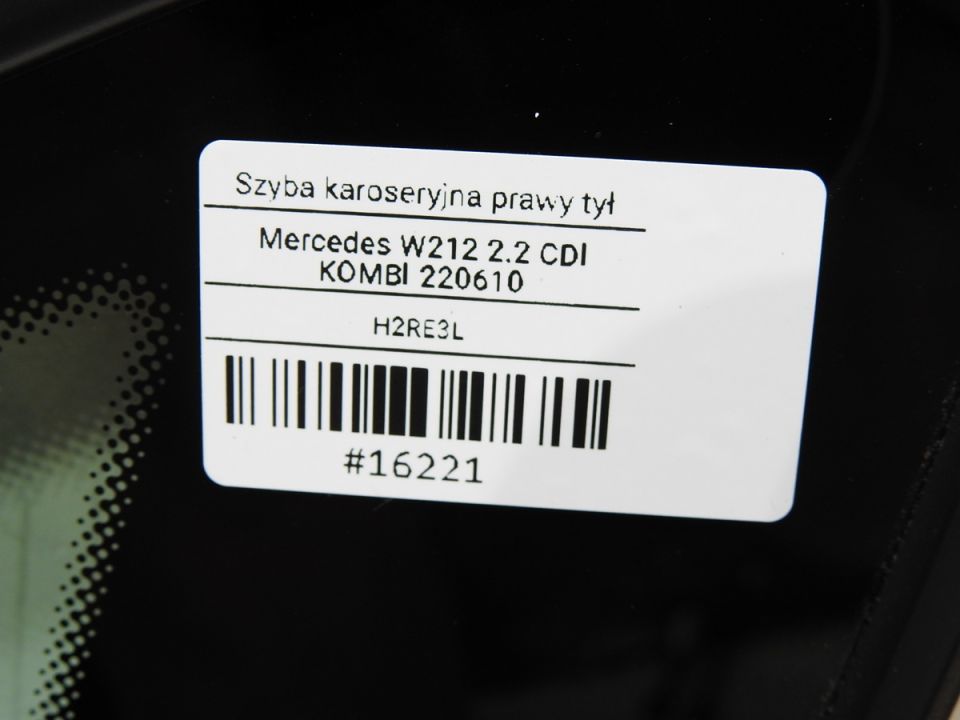 Szyba karoseryjna prawy tył
Mercedes W212 2.2 CDI
KOMBI 220610
H2RE3L
#16221